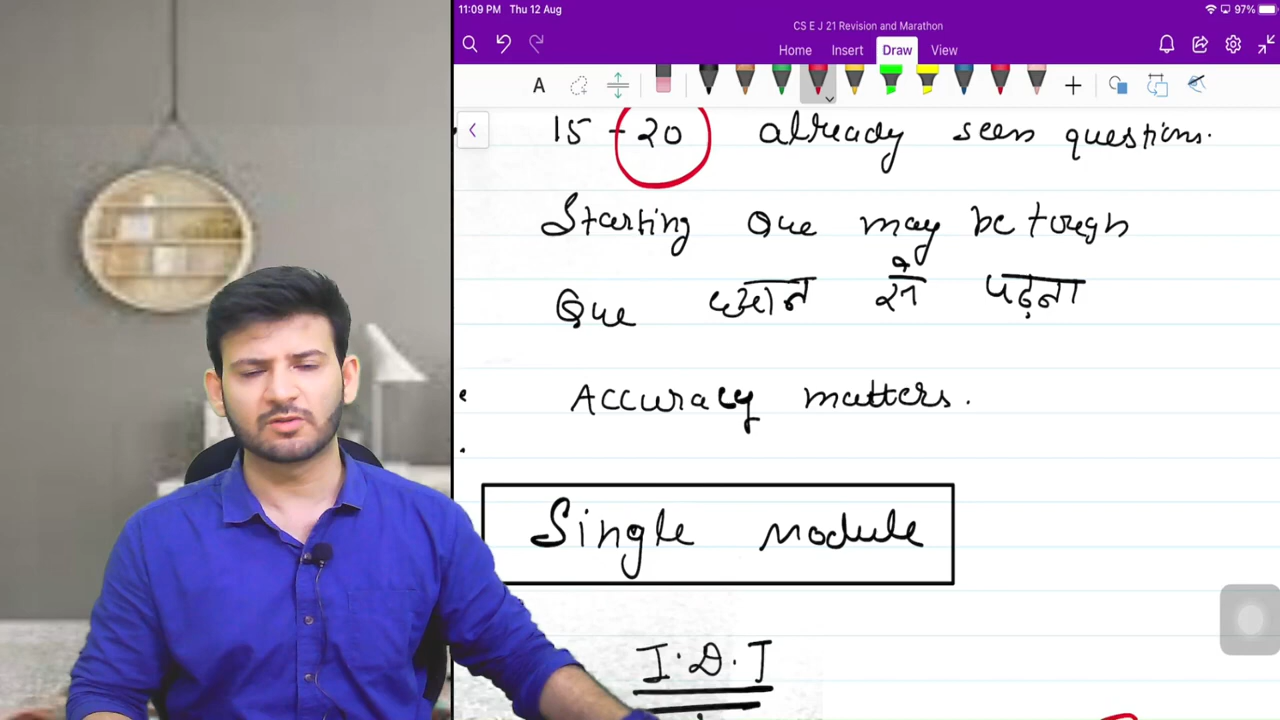 11:09 PM Thu 12 Aug
97%
CS E J 21 Revision and Marathon
Home Insert Draw View
A
15 - 20 already seen questions.
Starting Que may be tough
Que ध्यान से पढ़ना
Accuracy matters.
Single module
I.D.T